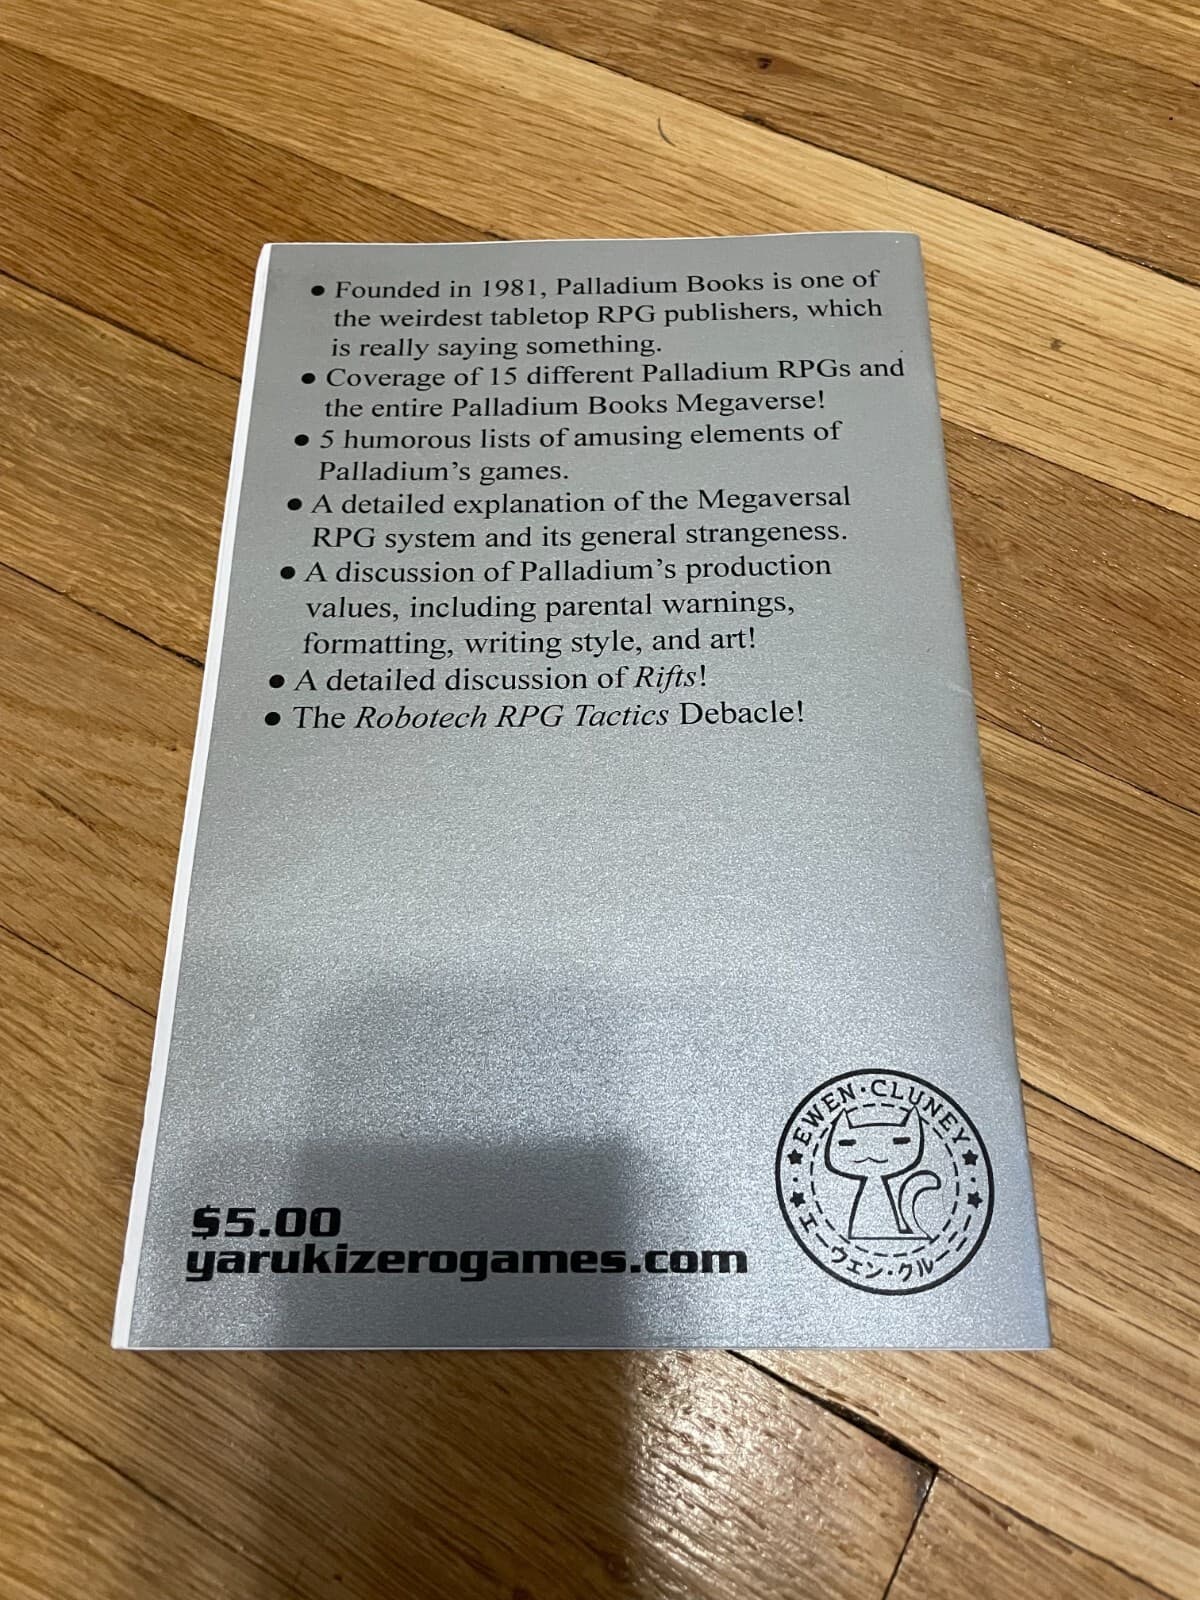 • Founded in 1981, Palladium Books is one of
the weirdest tabletop RPG publishers, which
is really saying something.
• Coverage of 15 different Palladium RPGs and
the entire Palladium Books Megaverse!
• 5 humorous lists of amusing elements of
Palladium's games.
• A detailed explanation of the Megaversal
RPG system and its general strangeness.
• A discussion of Palladium's production
values, including parental warnings,
formatting, writing style, and art!
• A detailed discussion of Rifts!
• The Robotech RPG Tactics Debacle!
EWEN・CLUNEY
エーウェン・クルーニー
$5.00
yarukizerogames.com